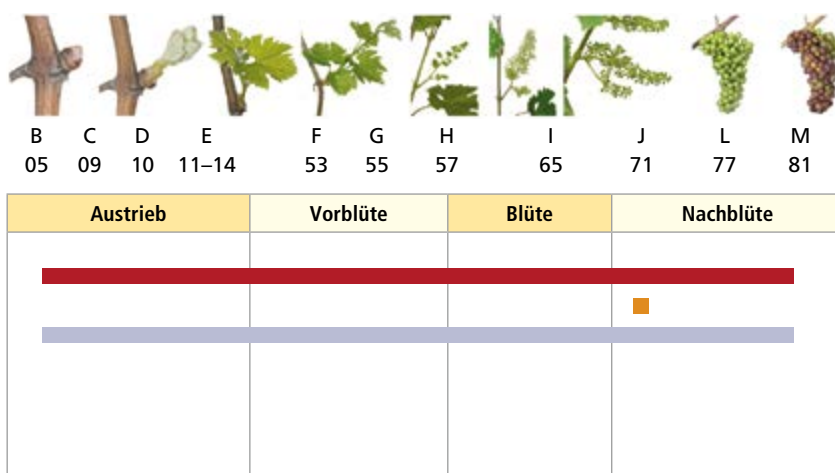 B C D E F G H I J L M
05 09 10 11–14 53 55 57 65 71 77 81
Austrieb Vorblüte Blüte Nachblüte